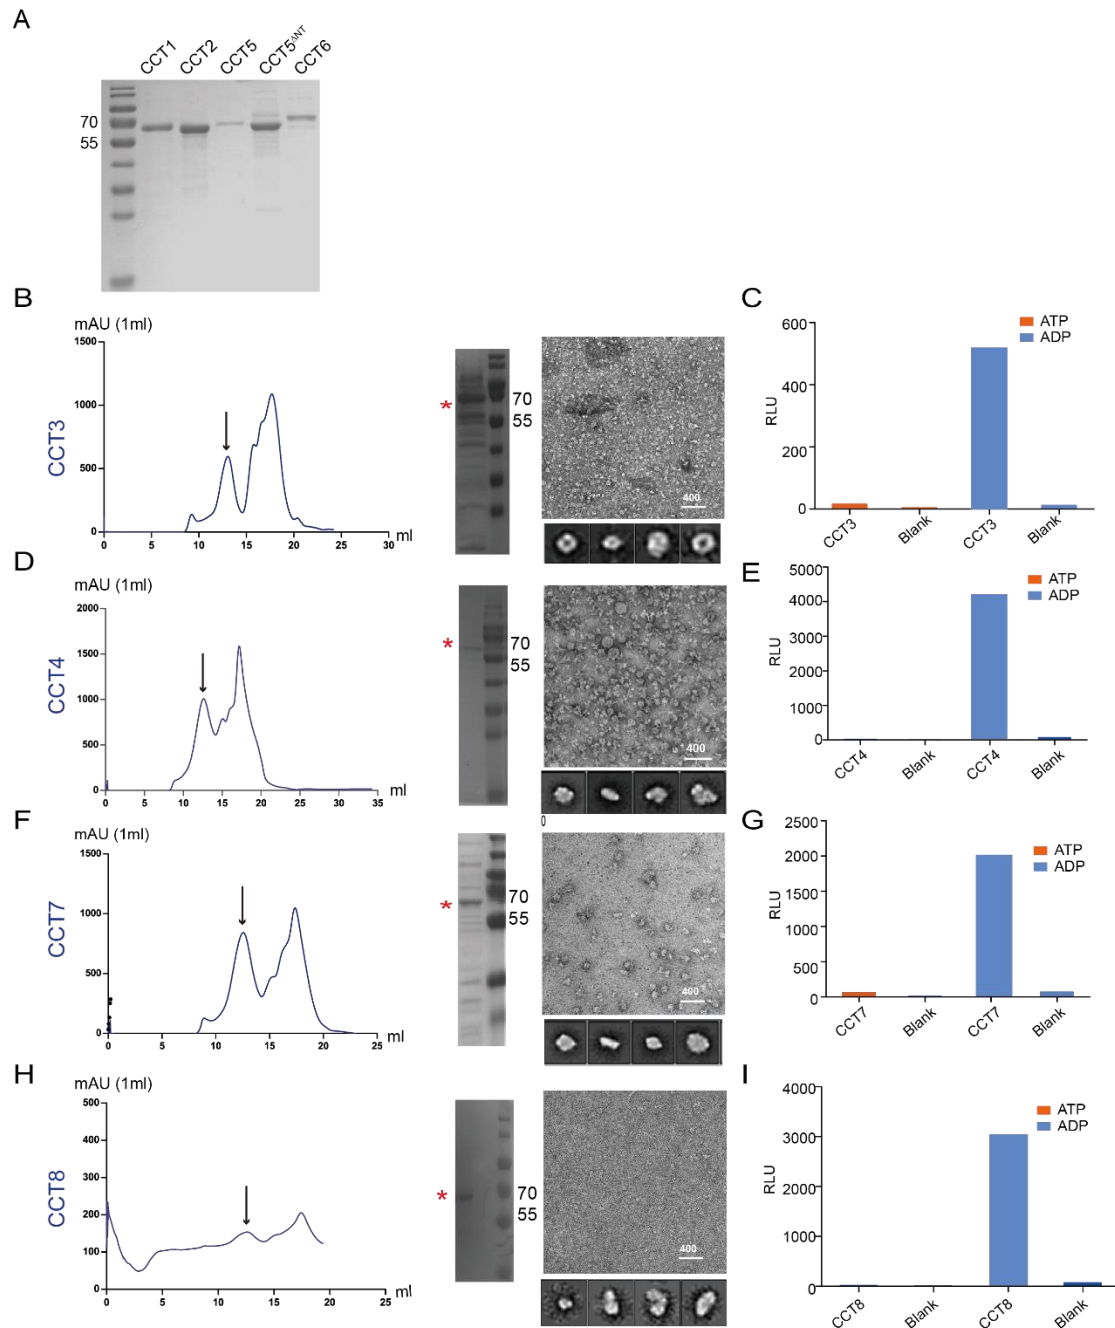 A
CCT1 CCT2 CCT5 CCT5ΔNT CCT6
70
55
B
mAU (1ml)
CCT3
1500
1000
500
0
0 5 10 15 20 25 30 ml
*
70
55
400
C
ATP
ADP
RLU
600
400
200
0
CCT3 Blank CCT3 Blank
D
mAU (1ml)
CCT4
2000
1500
1000
500
0
0 5 10 15 20 25 30 35 ml
*
70
55
400
0
E
ATP
ADP
RLU
5000
4000
3000
2000
1000
0
CCT4 Blank CCT4 Blank
F
mAU (1ml)
CCT7
1500
1000
500
0
0 5 10 15 20 25 ml
*
70
55
400
G
ATP
ADP
RLU
2500
2000
1500
1000
500
0
CCT7 Blank CCT7 Blank
H
mAU (1ml)
CCT8
500
400
300
200
100
0
0 5 10 15 20 25 ml
*
70
55
400
I
ATP
ADP
RLU
4000
3000
2000
1000
0
CCT8 Blank CCT8 Blank